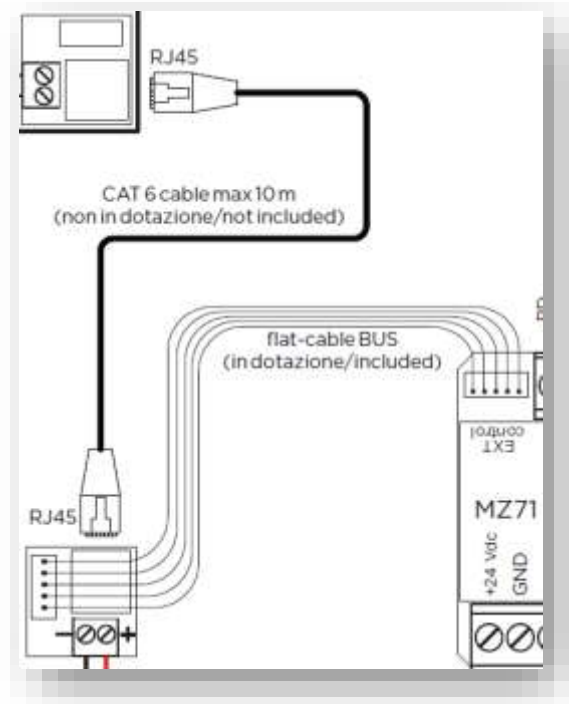 RJ45
CAT 6 cable max 10 m
(non in dotazione/not included)
flat-cable BUS
(in dotazione/included)
EXT
control
MZ71
+24 Vdc
GND
RJ45
- +